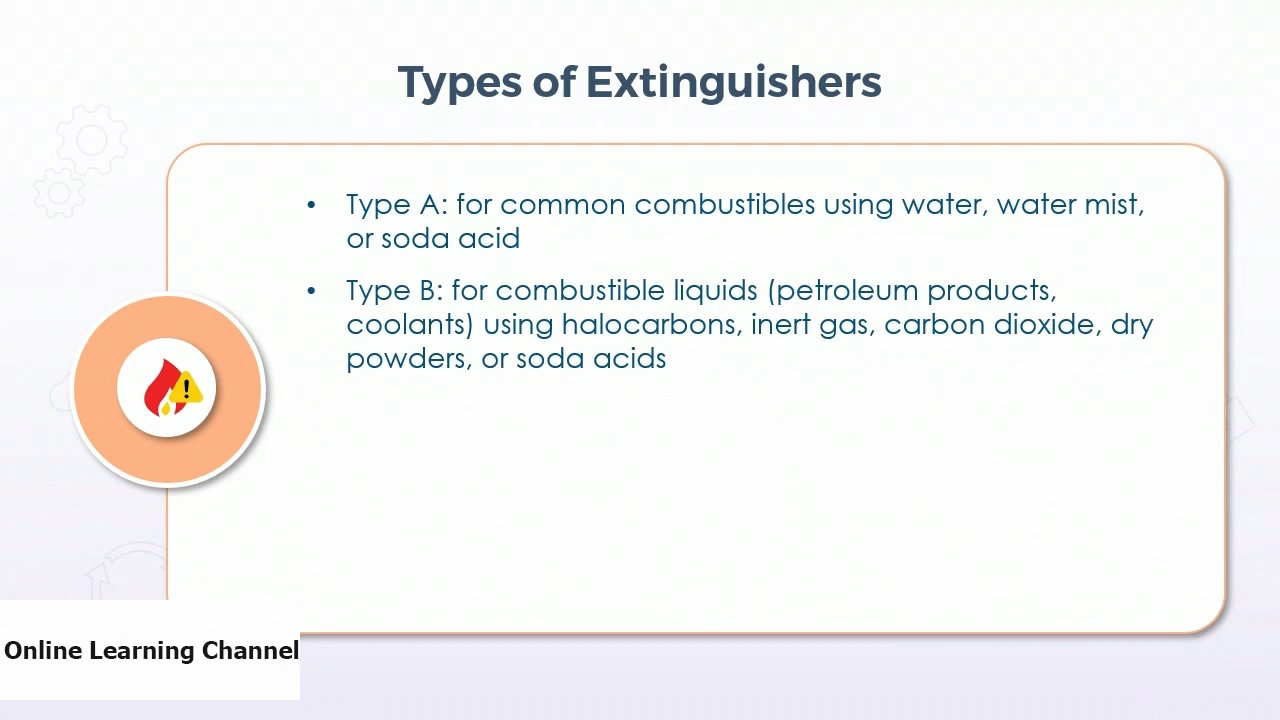 Types of Extinguishers
• Type A: for common combustibles using water, water mist,
or soda acid
• Type B: for combustible liquids (petroleum products,
coolants) using halocarbons, inert gas, carbon dioxide, dry
powders, or soda acids
!
Online Learning Channel